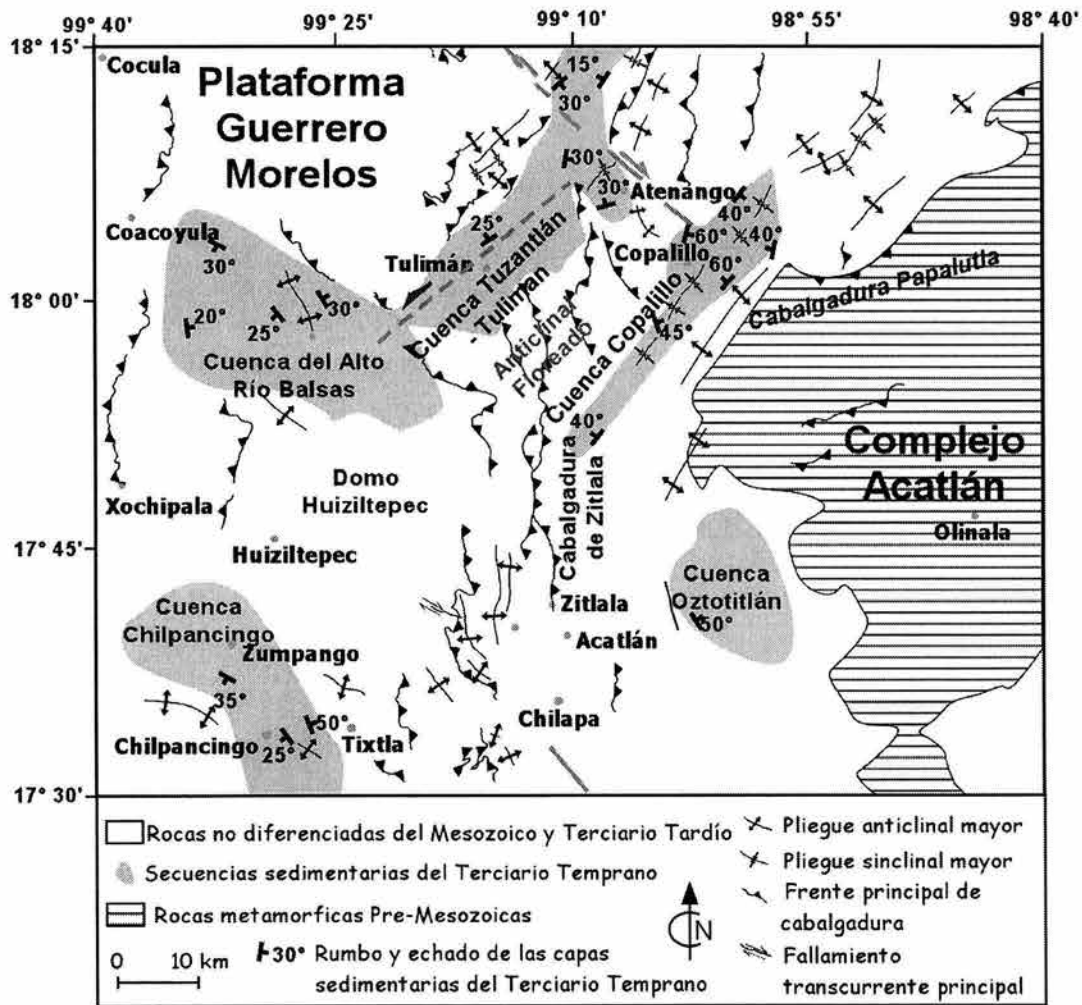 99° 40'
99° 25'
99° 10'
98° 55'
98° 40'
18° 15'
Cocula
Plataforma
Guerrero
Morelos
15°
30°
30°
30°
Atenango
40°
60°
40°
Copalillo
60°
25°
Coacoyula
30°
Tulimán
Cuenca Tuzantlán
Tulimán
18° 00'
20°
25°
30°
Cuenca del Alto
Río Balsas
Anticlinal
Floreado
Cuenca Copalillo
45°
40°
Cabalgadura Papalutla
Complejo
Acatlán
Olinala
Xochipala
Domo
Huiziltepec
Cabalgadura
de Zitlala
17° 45'
Huiziltepec
Cuenca
Oztotitlán
50°
Zitlala
Acatlán
Cuenca
Chilpancingo
Zumpango
35°
50°
Chilpancingo
25°
Tixtla
Chilapa
17° 30'
Rocas no diferenciadas del Mesozoico y Terciario Tardío
Secuencias sedimentarias del Terciario Temprano
Rocas metamorficas Pre-Mesozoicas
0 10 km
30° Rumbo y echado de las capas
sedimentarias del Terciario Temprano
N
Pliegue anticlinal mayor
Pliegue sinclinal mayor
Frente principal de
cabalgadura
Fallamiento
transcurrente principal